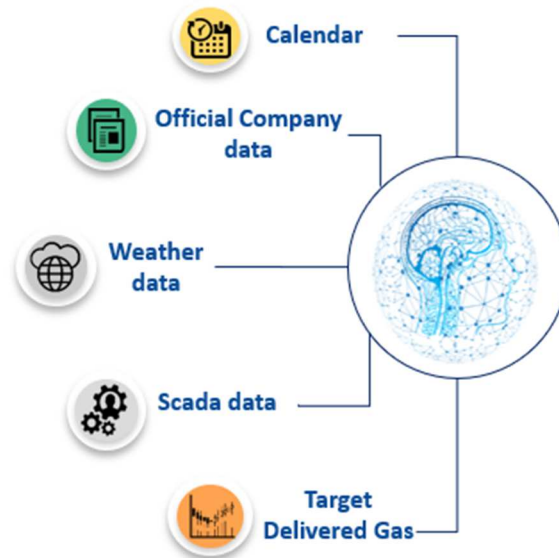 Calendar
Official Company
data
Weather
data
Scada data
Target
Delivered Gas